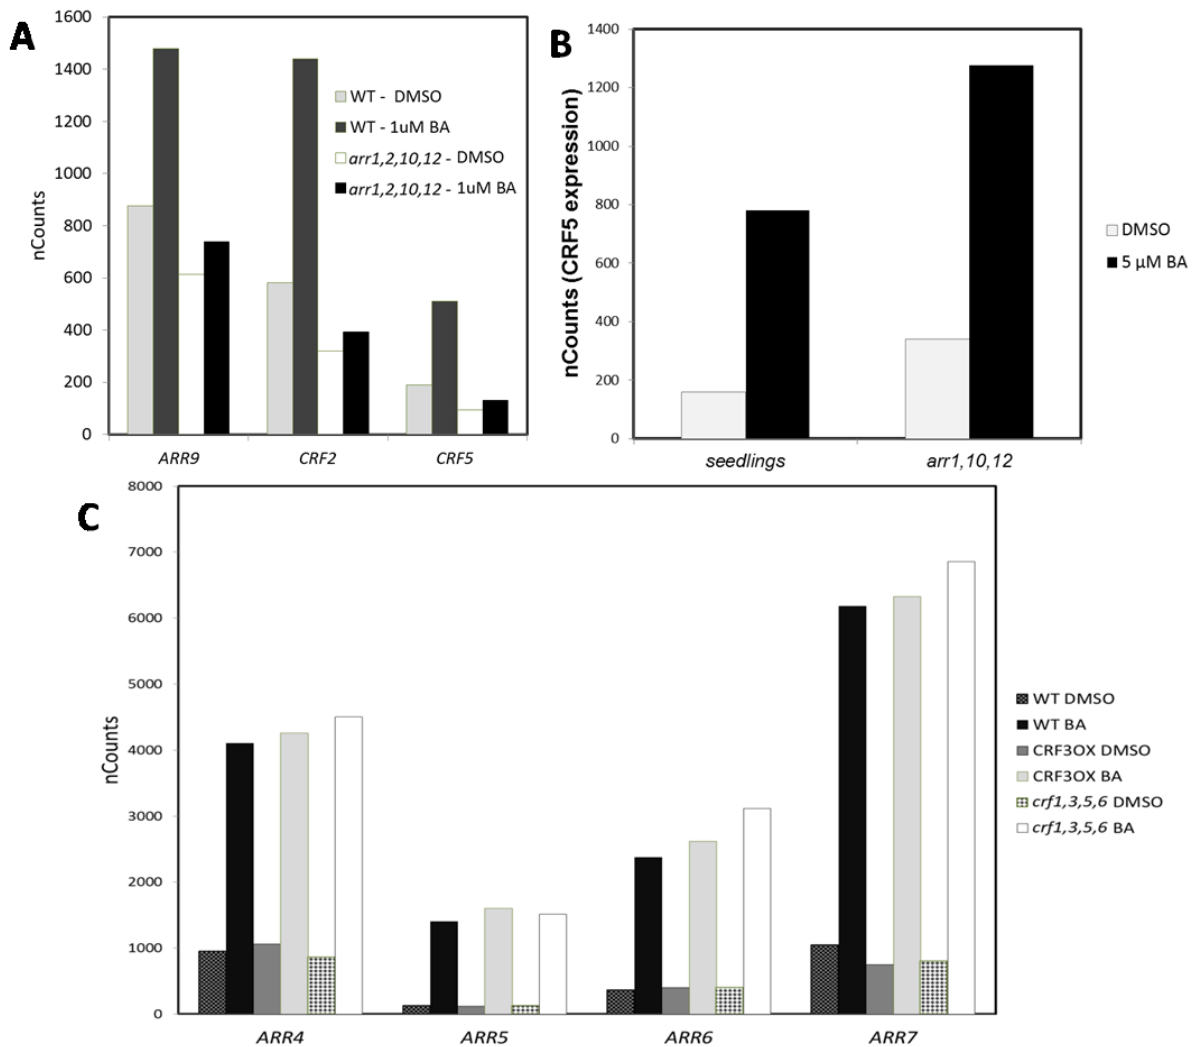 A
1600
1400
1200
1000
800
600
400
200
0
nCounts
WT - DMSO
WT - 1uM BA
arr1,2,10,12 - DMSO
arr1,2,10,12 - 1uM BA
ARR9 CRF2 CRF5
B
1400
1200
1000
800
600
400
200
0
nCounts (CRF5 expression)
DMSO
5 µM BA
seedlings arr1,10,12
C
8000
7000
6000
5000
4000
3000
2000
1000
0
nCounts
WT DMSO
WT BA
CRF3OX DMSO
CRF3OX BA
crf1,3,5,6 DMSO
crf1,3,5,6 BA
ARR4 ARR5 ARR6 ARR7